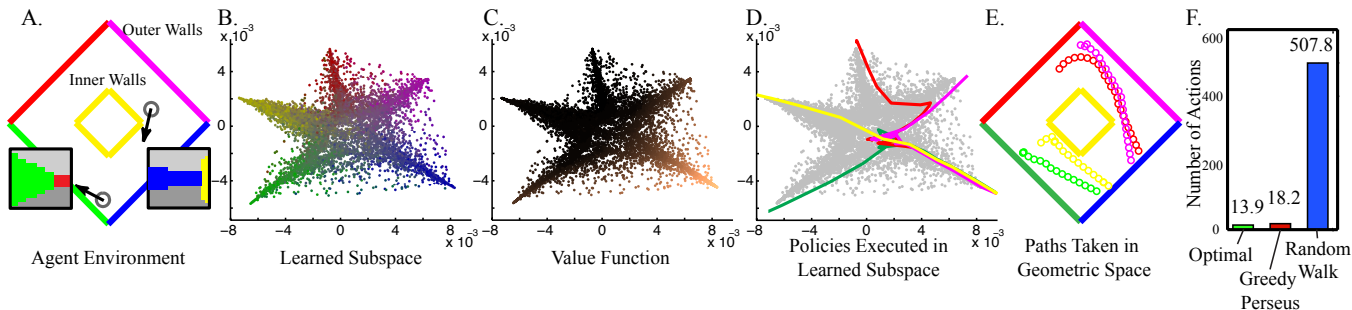 A.
Outer Walls
Inner Walls
Agent Environment
B.
x 10⁻³
4
0
−4
−8 −4 0 4 8
x 10⁻³
Learned Subspace
C.
x 10⁻³
4
0
−4
−8 −4 0 4 8
x 10⁻³
Value Function
D.
x 10⁻³
4
0
−4
−8 −4 0 4 8
x 10⁻³
Policies Executed in
Learned Subspace
E.
Paths Taken in
Geometric Space
F.
Number of Actions
600
400
200
0
13.9
18.2
507.8
Optimal
Greedy
Perseus
Random
Walk